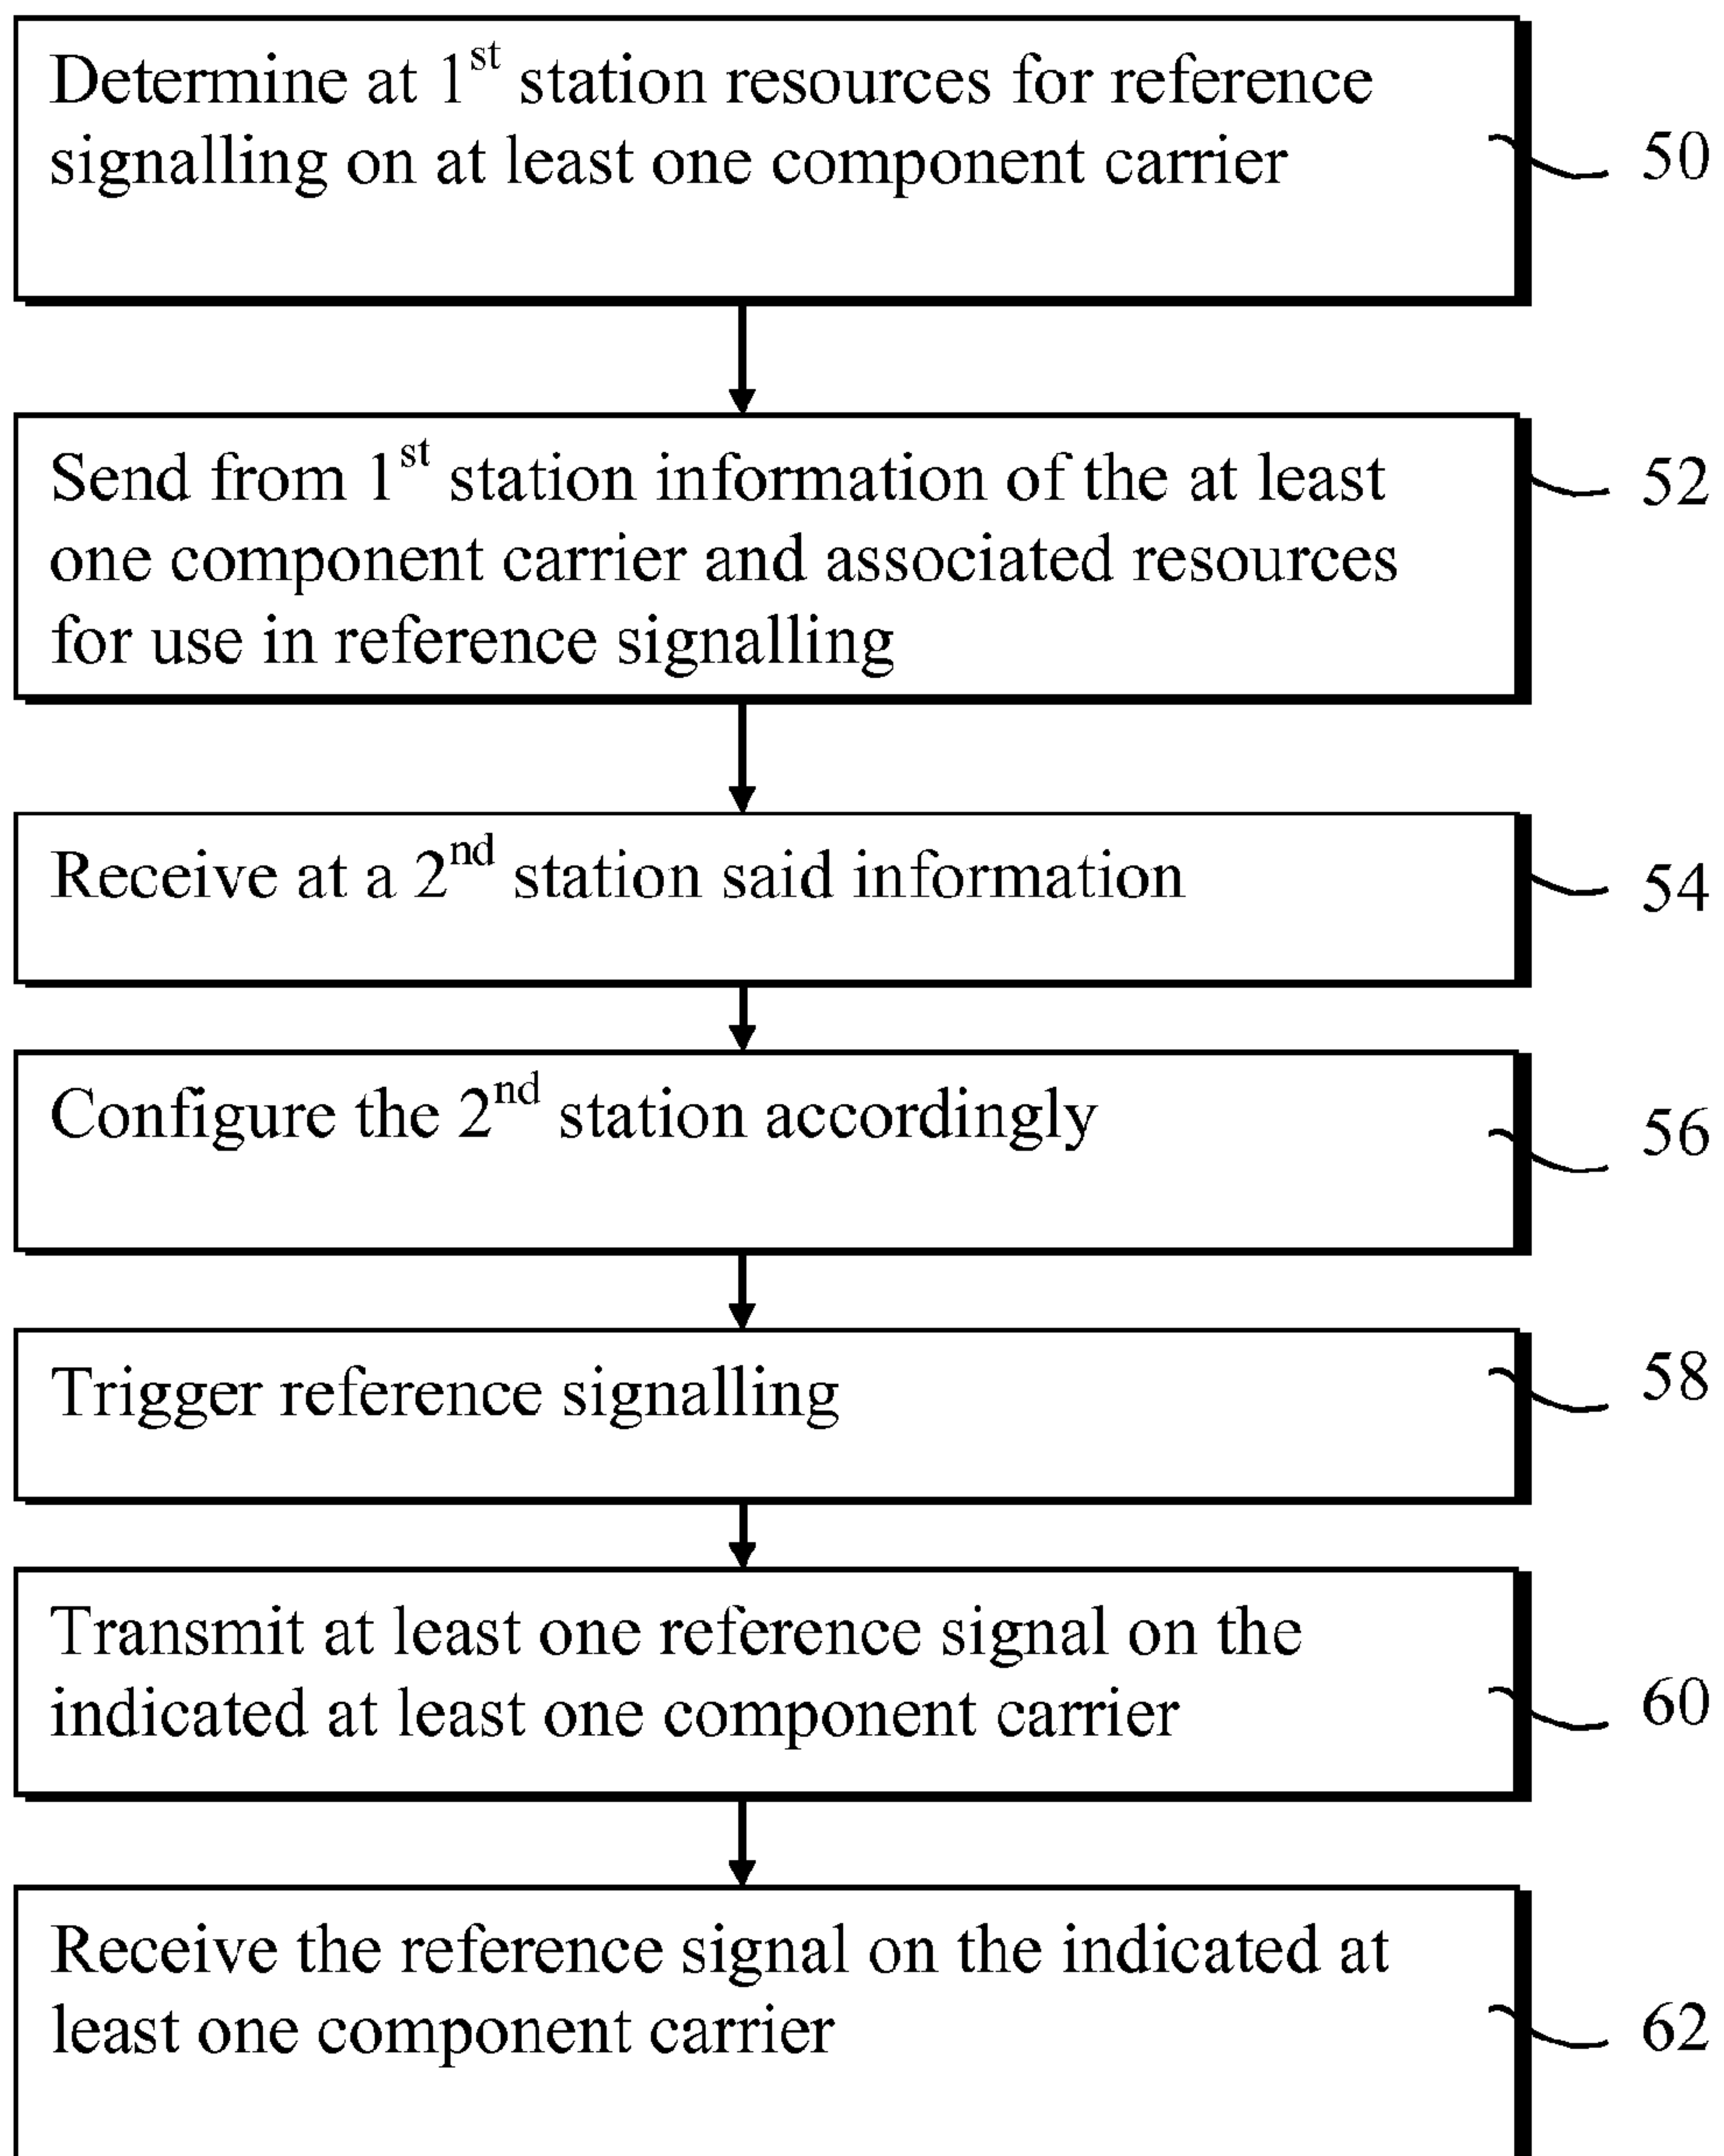 Determine at 1st station resources for reference
signalling on at least one component carrier
50
Send from 1st station information of the at least
one component carrier and associated resources
for use in reference signalling
52
Receive at a 2nd station said information
54
Configure the 2nd station accordingly
56
Trigger reference signalling
58
Transmit at least one reference signal on the
indicated at least one component carrier
60
Receive the reference signal on the indicated at
least one component carrier
62